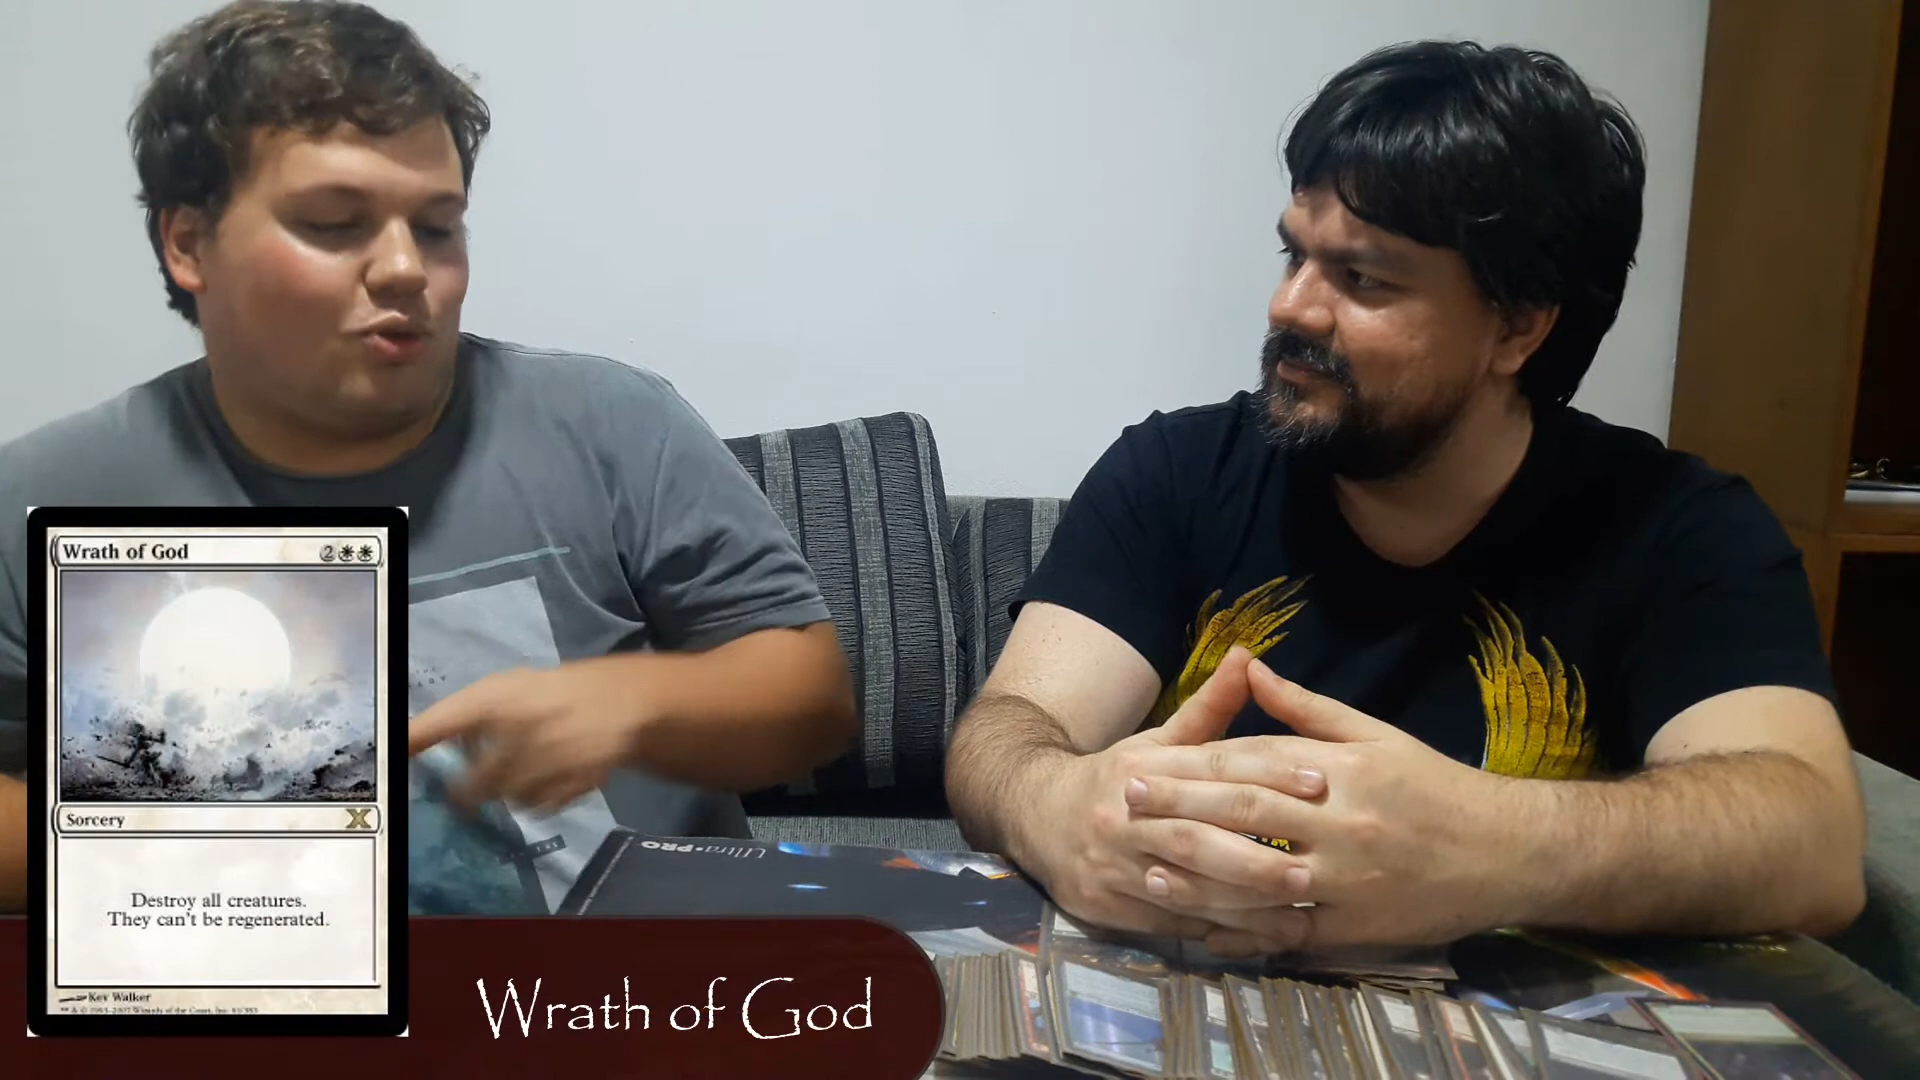 Wrath of God 2
Sorcery
Destroy all creatures.
They can't be regenerated.
Kev Walker
Wrath of God
Ultra•PRO